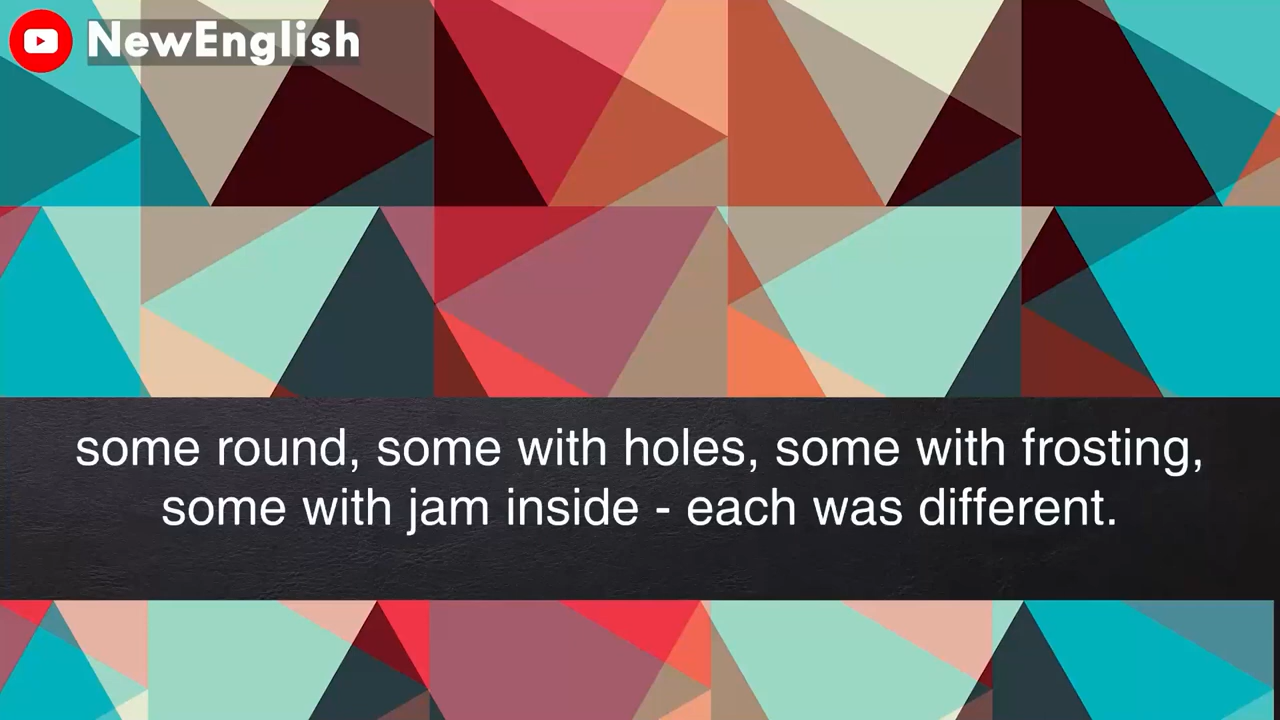 NewEnglish
some round, some with holes, some with frosting,
some with jam inside - each was different.